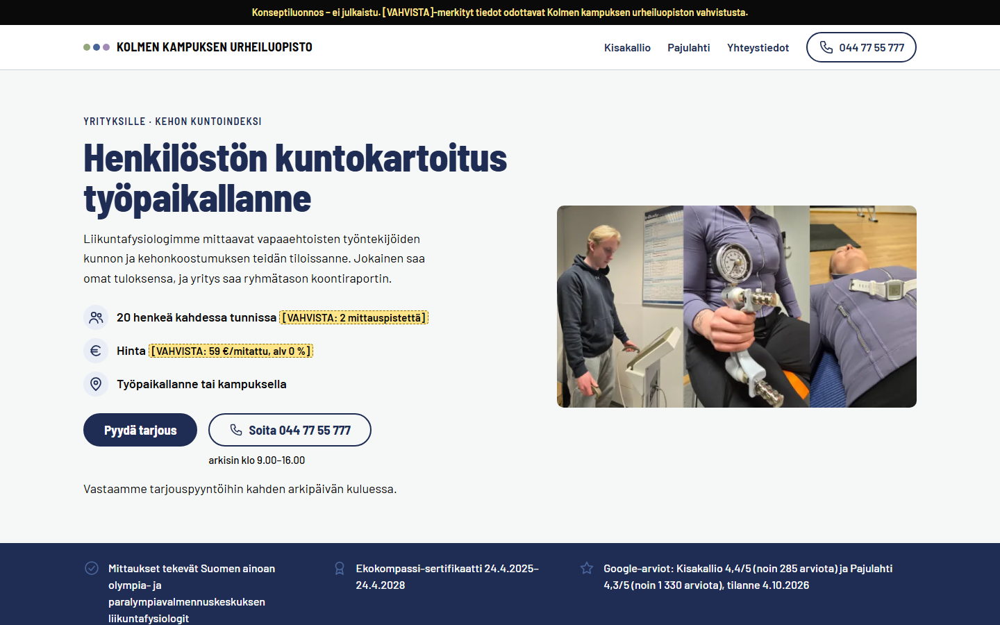 Konseptiluonnos – ei julkaistu. [VAHVISTA]-merkityt tiedot odottavat Kolmen kampuksen urheiluopiston vahvistusta.
KOLMEN KAMPUKSEN URHEILUOPISTO
Kisakallio
Pajulahti
Yhteystiedot
044 77 55 777
YRITYKSILLE · KEHON KUNTOINDEKSI
Henkilöstön kuntokartoitus
työpaikallanne
Liikuntafysiologimme mittaavat vapaaehtoisten työntekijöiden
kunnon ja kehonkoostumuksen teidän tiloissanne. Jokainen saa
omat tuloksensa, ja yritys saa ryhmätason koontiraportin.
20 henkeä kahdessa tunnissa [VAHVISTA: 2 mittauspistettä]
Hinta [VAHVISTA: 59 €/mitattu, alv 0 %]
Työpaikallanne tai kampuksella
Pyydä tarjous
Soita 044 77 55 777
arkisin klo 9.00–16.00
Vastaamme tarjouspyyntöihin kahden arkipäivän kuluessa.
Mittaukset tekevät Suomen ainoan
olympia- ja
paralympiavalmennuskeskuksen
liikuntafysiologit
Ekokompassi-sertifikaatti 24.4.2025–
24.4.2028
Google-arviot: Kisakallio 4,4/5 (noin 285 arviota) ja Pajulahti
4,3/5 (noin 1 330 arviota), tilanne 4.10.2026